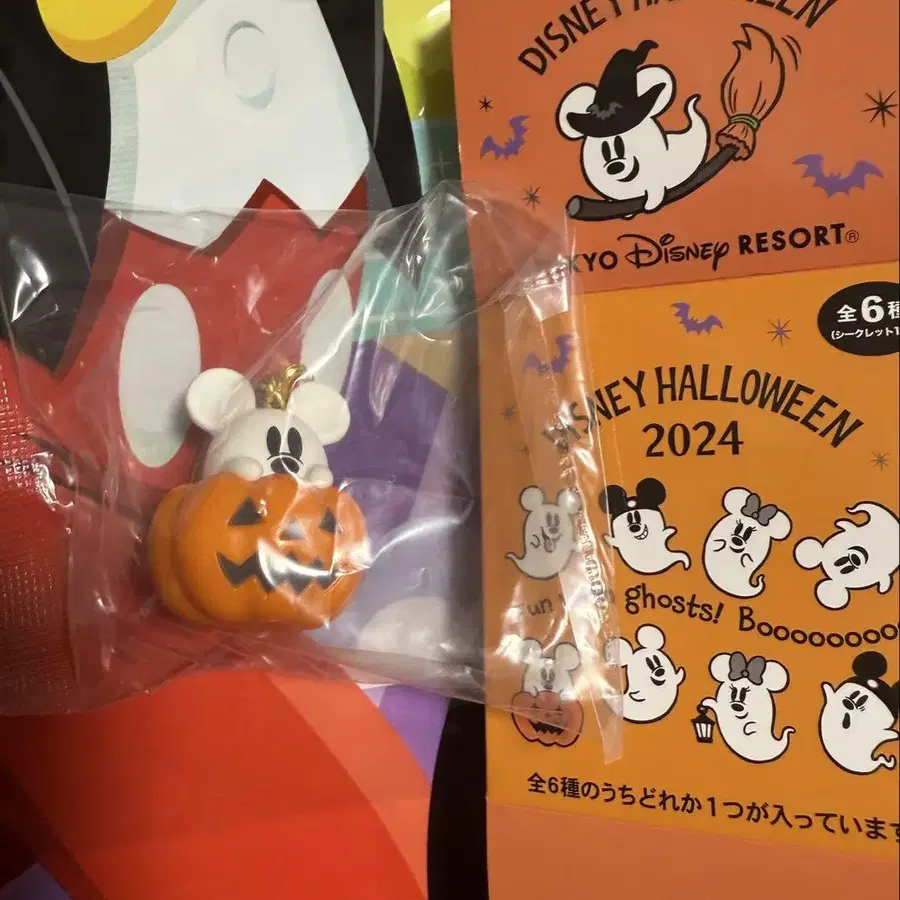 DISNEY HALLOWEEN
KYO Disney RESORT®
全6種
(シークレット1
DISNEY HALLOWEEN
2024
ghosts! Boooooooo
全6種のうちどれか1つが入っています